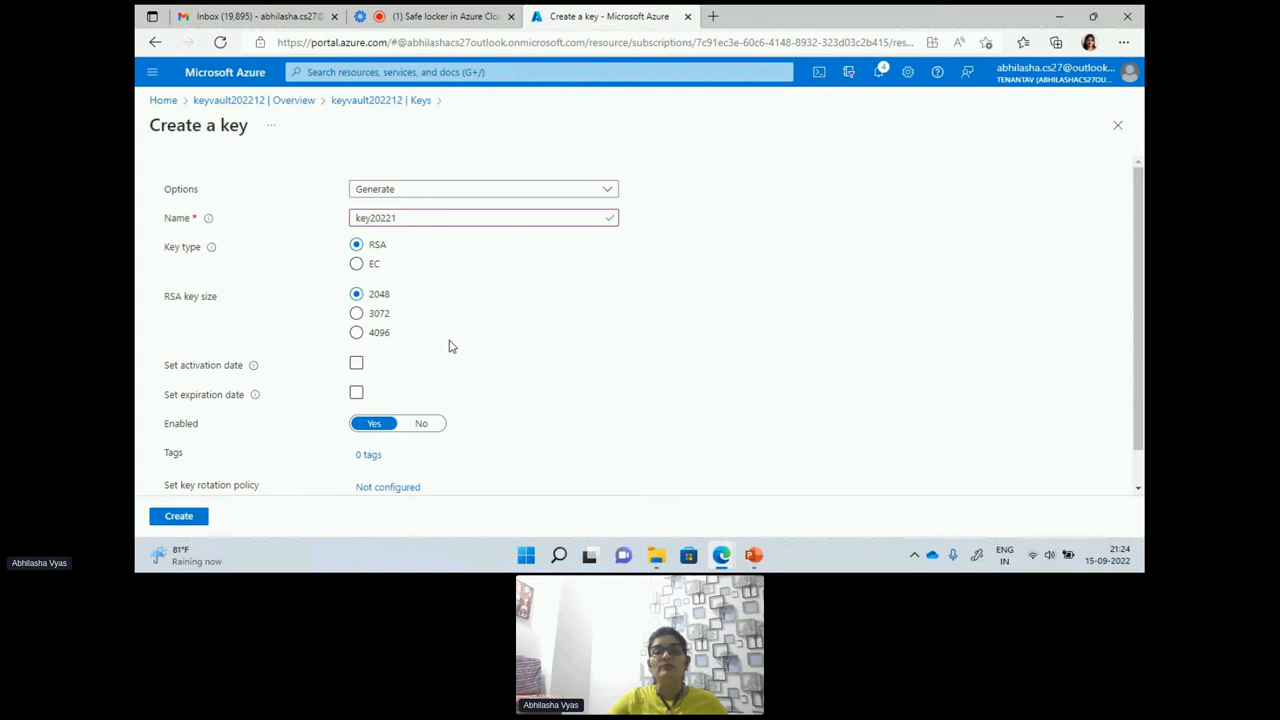 Inbox (19,895) - abhilasha.cs27@
(1) Safe locker in Azure Clou
Create a key - Microsoft Azure
https://portal.azure.com/#@abhilashacs27outlook.onmicrosoft.com/resource/subscriptions/7c91ec3e-60c6-4148-8932-323d03c2b415/res...
Microsoft Azure
Search resources, services, and docs (G+/)
4
abhilasha.cs27@outlook....
TENANTAV (ABHILASHACS27OU...
Home > keyvault202212 | Overview > keyvault202212 | Keys >
Create a key ...
Options
Generate
Name *
key20221
Key type
RSA
EC
RSA key size
2048
3072
4096
Set activation date
Set expiration date
Enabled
Yes No
Tags
0 tags
Set key rotation policy
Not configured
Create
81°F
Raining now
ENG
IN
21:24
15-09-2022
Abhilasha Vyas
Abhilasha Vyas